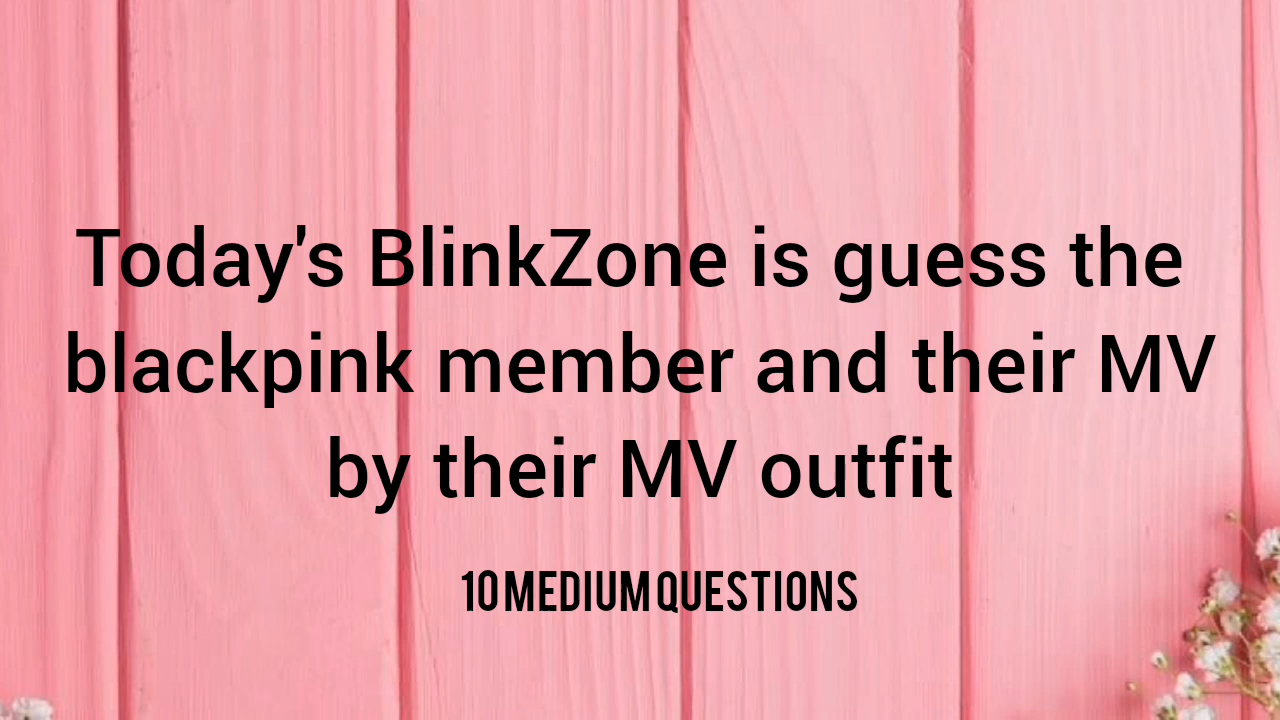 Today's BlinkZone is guess the
blackpink member and their MV
by their MV outfit
10 MEDIUM QUESTIONS